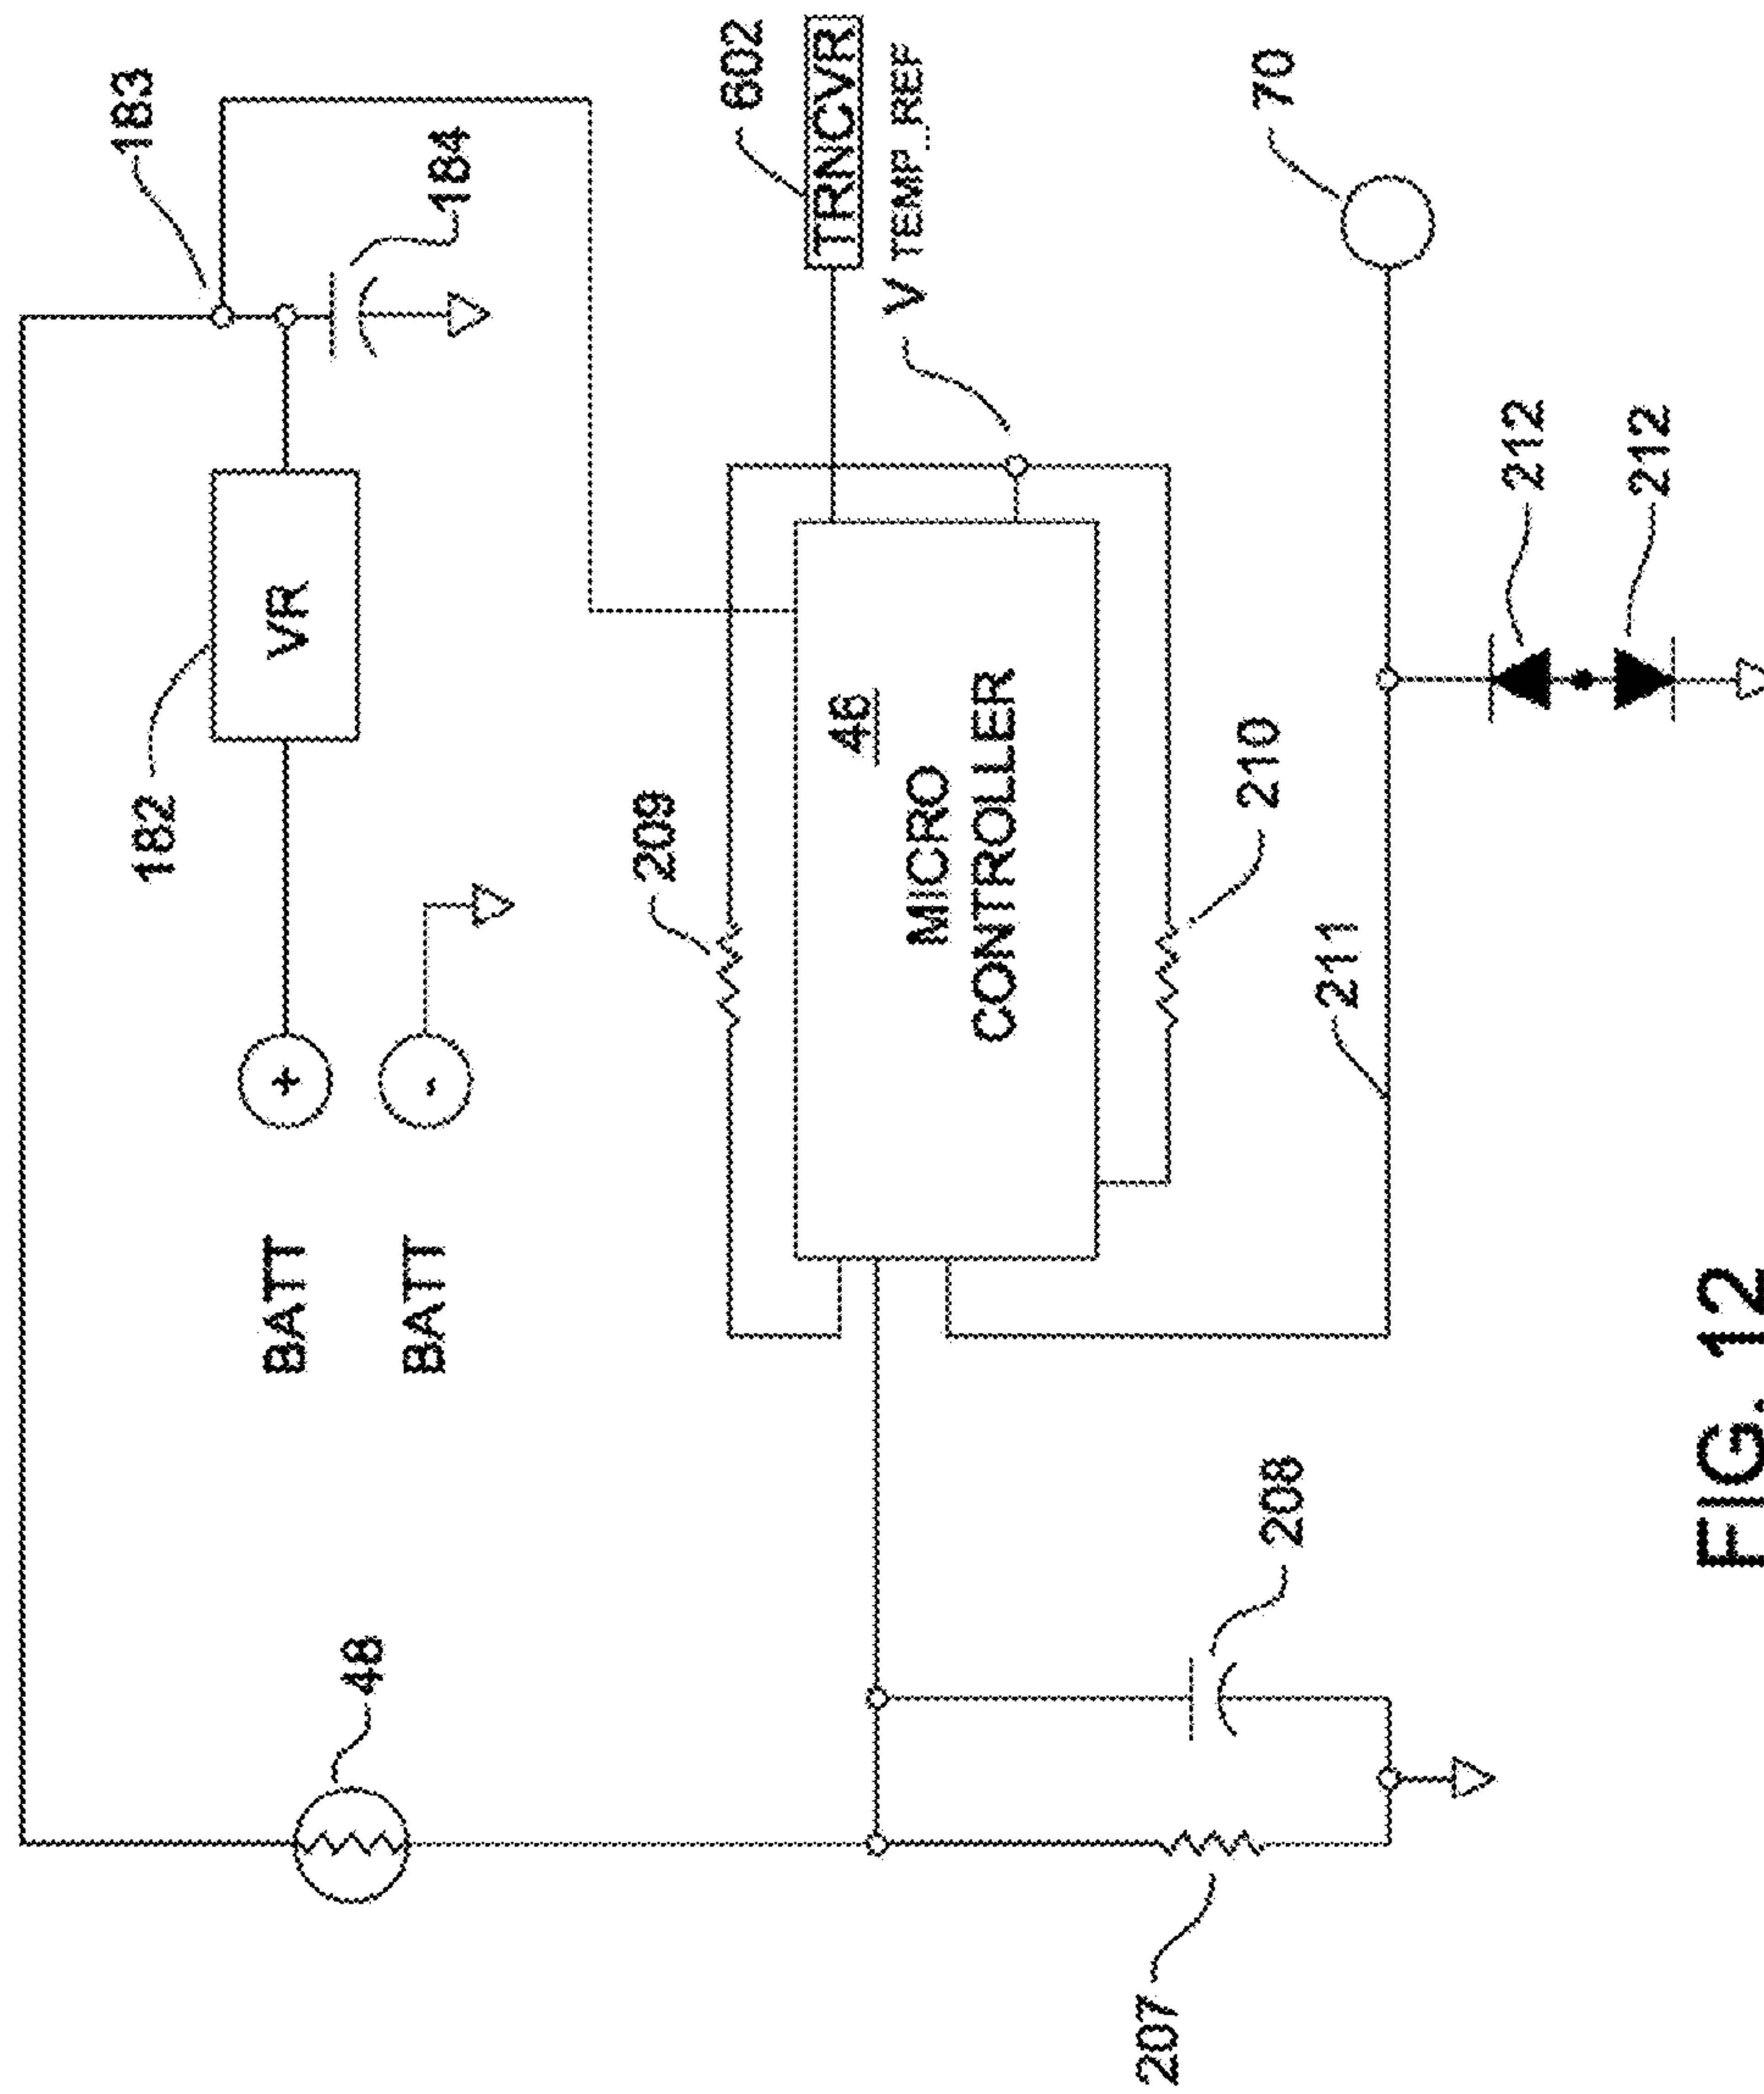 183
184
602
TRNCVR
V TEMP_REF
70
182
VR
BATT +
BATT -
209
46
MICRO
CONTROLLER
210
211
212
212
48
208
207
FIG. 12